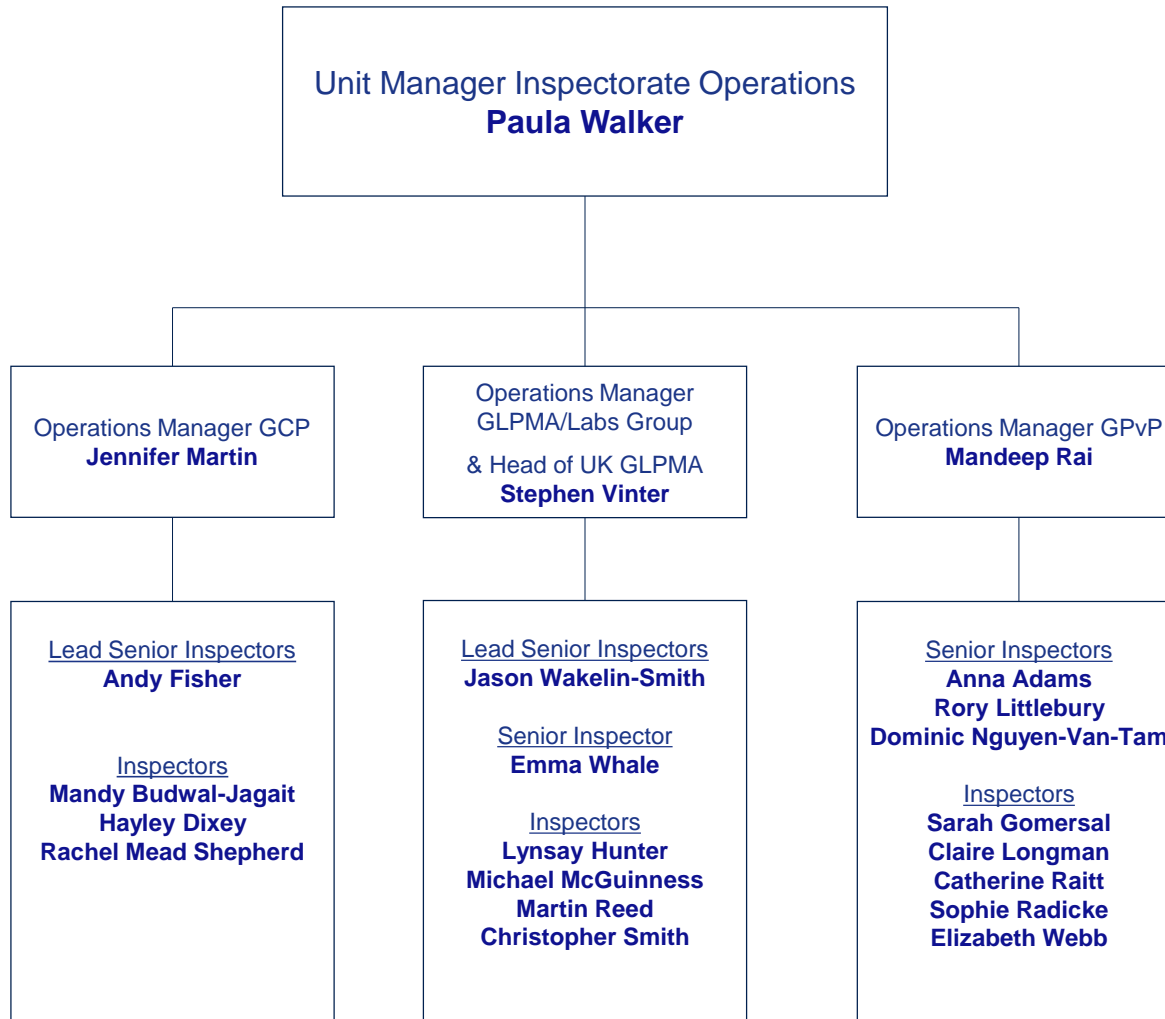 Unit Manager Inspectorate Operations
Paula Walker
Operations Manager GCP
Jennifer Martin
Operations Manager
GLPMA/Labs Group
& Head of UK GLPMA
Stephen Vinter
Operations Manager GPvP
Mandeep Rai
Lead Senior Inspectors
Andy Fisher
Inspectors
Mandy Budwal-Jagait
Hayley Dixey
Rachel Mead Shepherd
Lead Senior Inspectors
Jason Wakelin-Smith
Senior Inspector
Emma Whale
Inspectors
Lynsay Hunter
Michael McGuinness
Martin Reed
Christopher Smith
Senior Inspectors
Anna Adams
Rory Littlebury
Dominic Nguyen-Van-Tam
Inspectors
Sarah Gomersal
Claire Longman
Catherine Raitt
Sophie Radicke
Elizabeth Webb